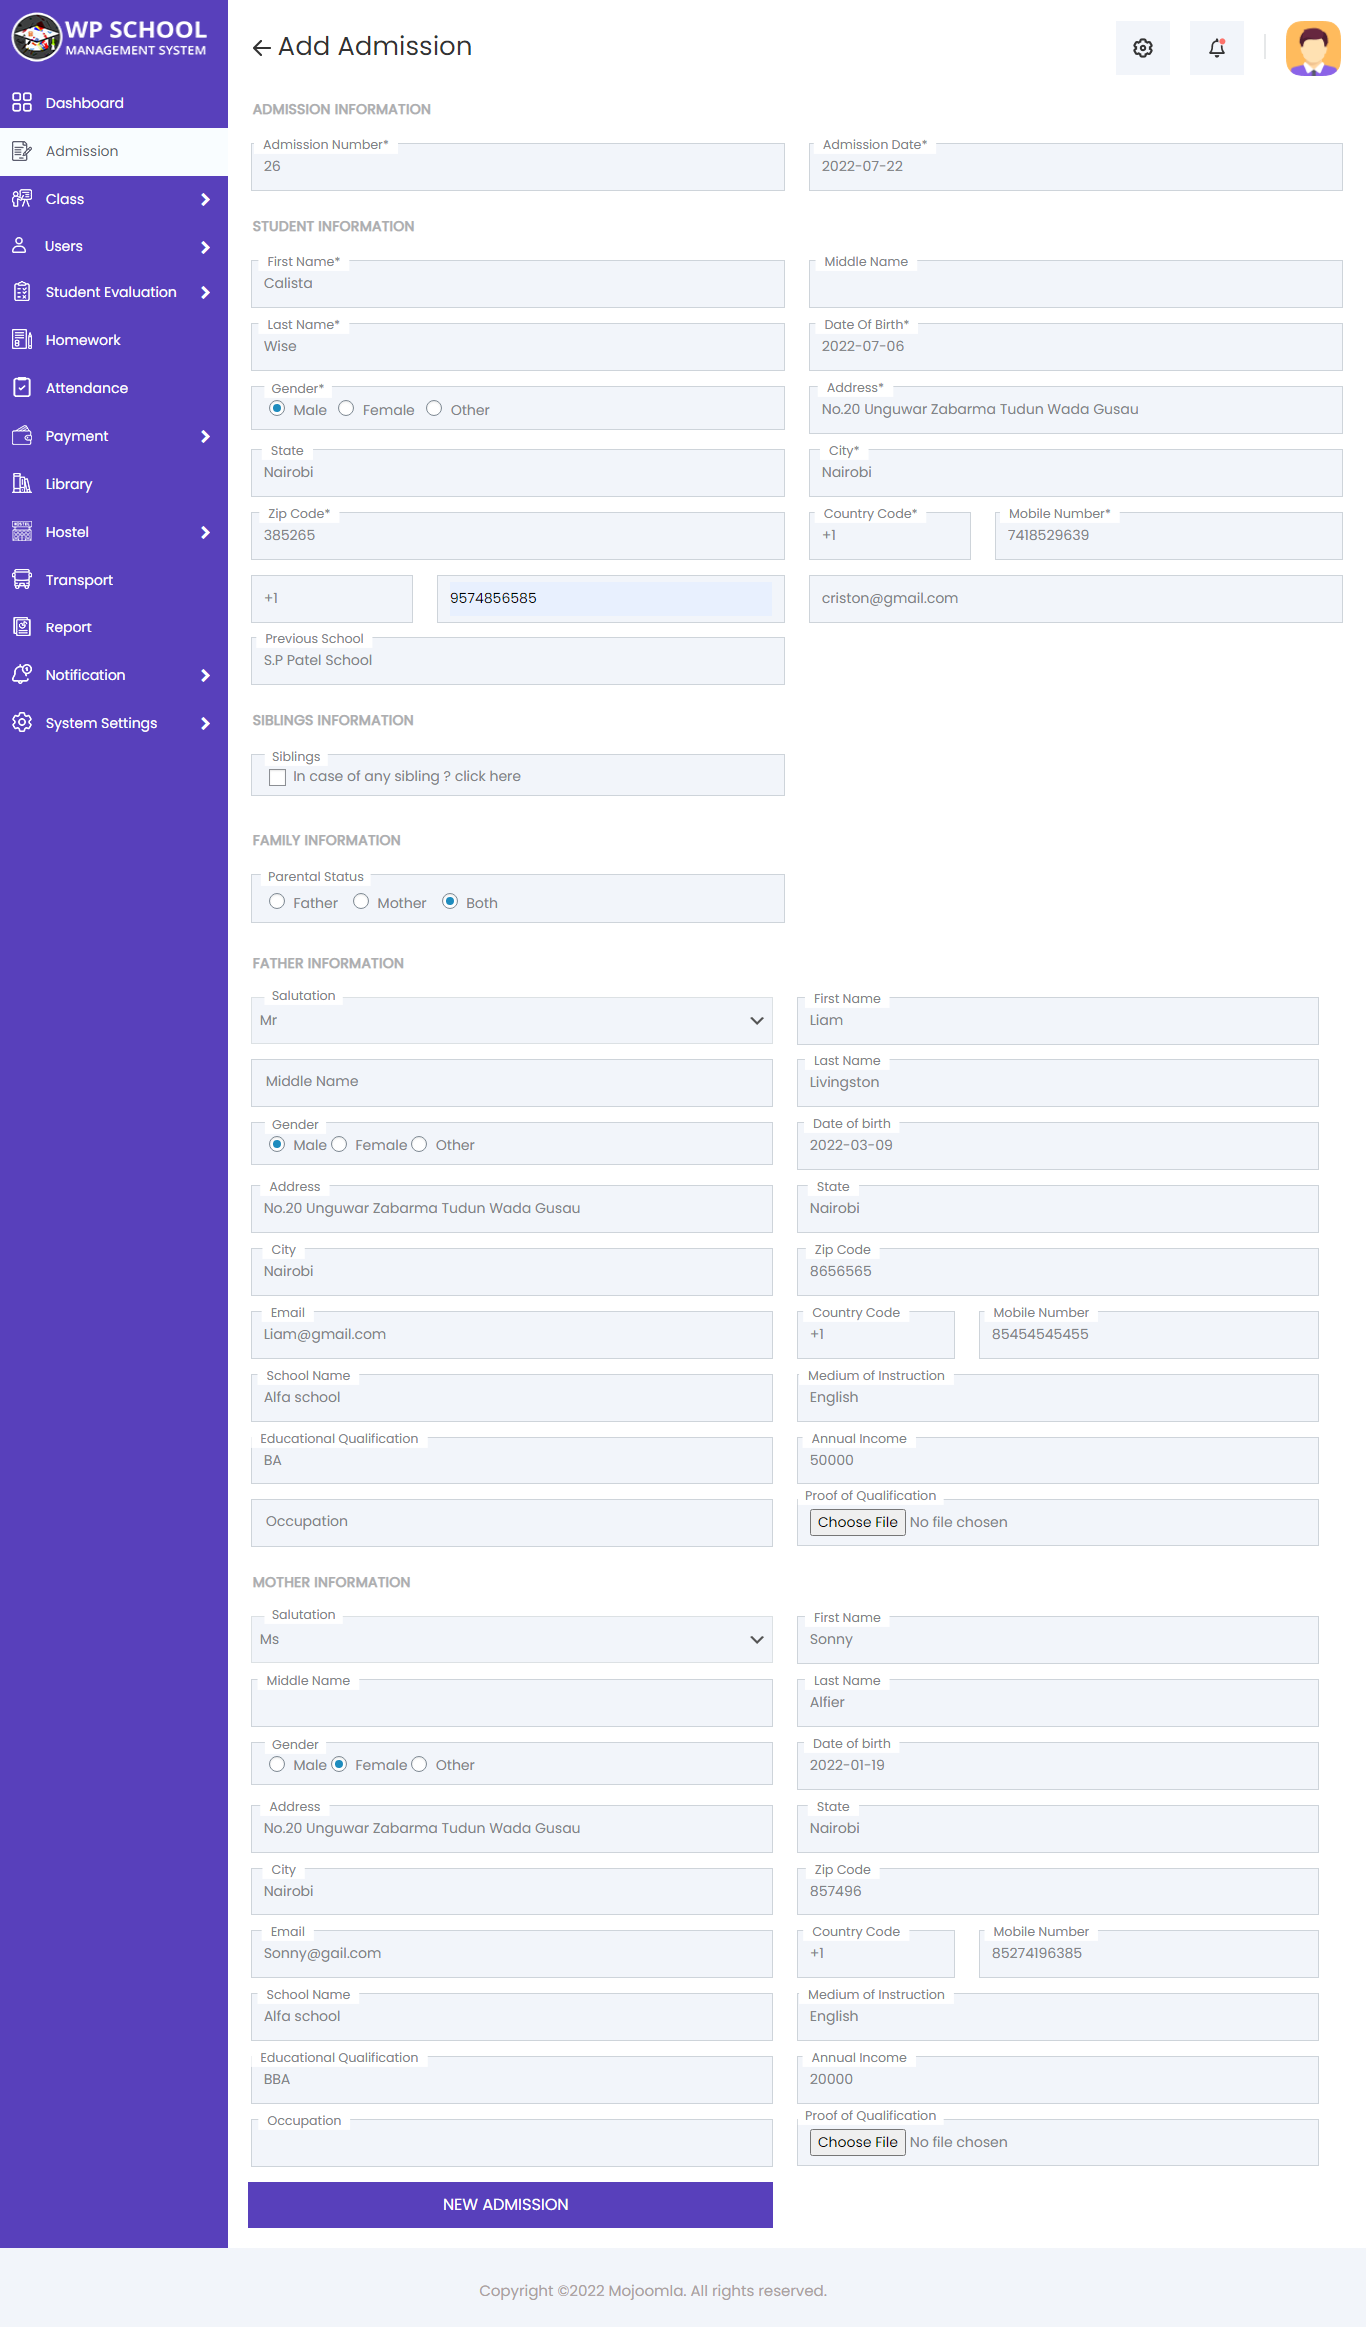 WP SCHOOL
MANAGEMENT SYSTEM
Dashboard
Admission
Class
Users
Student Evaluation
Homework
Attendance
Payment
Library
Hostel
Transport
Report
Notification
System Settings
← Add Admission
ADMISSION INFORMATION
Admission Number* Admission Date*
26 2022-07-22
STUDENT INFORMATION
First Name* Middle Name
Calista
Last Name* Date Of Birth*
Wise 2022-07-06
Gender* Address*
Male Female Other No.20 Unguwar Zabarma Tudun Wada Gusau
State City*
Nairobi Nairobi
Zip Code* Country Code* Mobile Number*
385265 +1 7418529639
+1 9574856585 criston@gmail.com
Previous School
S.P Patel School
SIBLINGS INFORMATION
Siblings
In case of any sibling ? click here
FAMILY INFORMATION
Parental Status
Father Mother Both
FATHER INFORMATION
Salutation First Name
Mr Liam
Last Name
Middle Name Livingston
Gender Date of birth
Male Female Other 2022-03-09
Address State
No.20 Unguwar Zabarma Tudun Wada Gusau Nairobi
City Zip Code
Nairobi 8656565
Email Country Code Mobile Number
Liam@gmail.com +1 85454545455
School Name Medium of Instruction
Alfa school English
Educational Qualification Annual Income
BA 50000
Proof of Qualification
Occupation Choose File No file chosen
MOTHER INFORMATION
Salutation First Name
Ms Sonny
Middle Name Last Name
Alfier
Gender Date of birth
Male Female Other 2022-01-19
Address State
No.20 Unguwar Zabarma Tudun Wada Gusau Nairobi
City Zip Code
Nairobi 857496
Email Country Code Mobile Number
Sonny@gail.com +1 85274196385
School Name Medium of Instruction
Alfa school English
Educational Qualification Annual Income
BBA 20000
Occupation Proof of Qualification
Choose File No file chosen
NEW ADMISSION
Copyright ©2022 Mojoomla. All rights reserved.